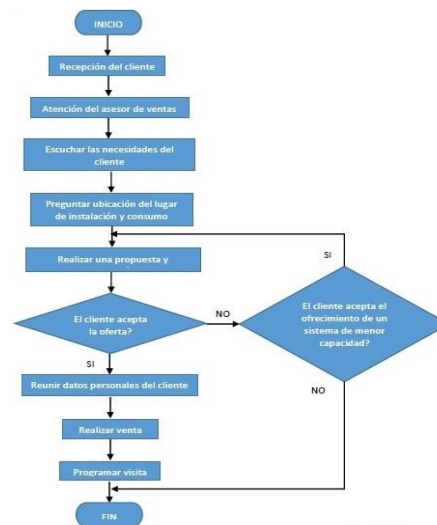 INICIO
Recepción del cliente
Atención del asesor de ventas
Escuchar las necesidades del
cliente
Preguntar ubicación del lugar
de instalación y consumo
Realizar una propuesta y
El cliente acepta
la oferta?
NO
SI
El cliente acepta el
ofrecimiento de un
sistema de menor
capacidad?
SI
NO
Reunir datos personales del cliente
Realizar venta
Programar visita
FIN